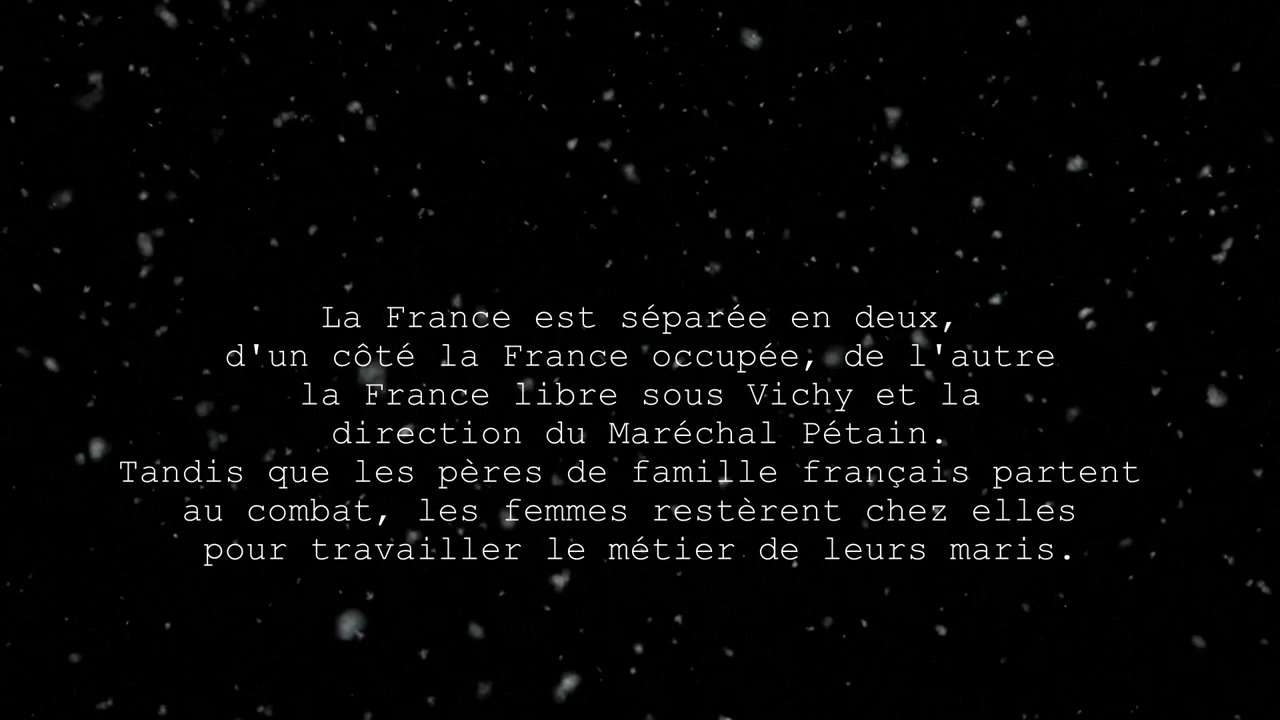 La France est séparée en deux,
d'un côté la France occupée, de l'autre
la France libre sous Vichy et la
direction du Maréchal Pétain.
Tandis que les pères de famille français partent
au combat, les femmes restèrent chez elles
pour travailler le métier de leurs maris.